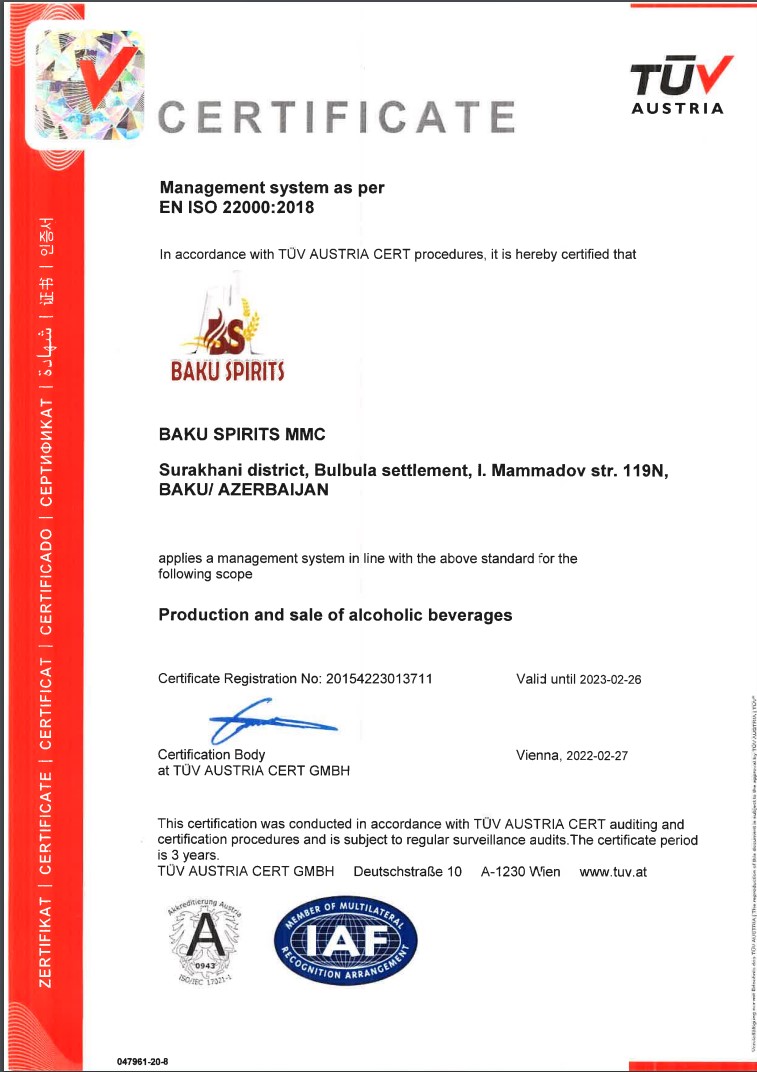 CERTIFICATE
TÜV
AUSTRIA
Management system as per
EN ISO 22000:2018
In accordance with TÜV AUSTRIA CERT procedures, it is hereby certified that
BS
BAKU SPIRITS
BAKU SPIRITS MMC
Surakhani district, Bulbula settlement, I. Mammadov str. 119N,
BAKU/ AZERBAIJAN
applies a management system in line with the above standard for the
following scope
Production and sale of alcoholic beverages
Certificate Registration No: 20154223013711
Valid until 2023-02-26
Certification Body
at TÜV AUSTRIA CERT GMBH
Vienna, 2022-02-27
This certification was conducted in accordance with TÜV AUSTRIA CERT auditing and
certification procedures and is subject to regular surveillance audits.The certificate period
is 3 years.
TÜV AUSTRIA CERT GMBH Deutschstraße 10 A-1230 Wien www.tuv.at
Akkreditierung Austria
A
0943
ISO/IEC 17021-1
MEMBER OF MULTILATERAL
IAF
RECOGNITION ARRANGEMENT
047961-20-8
ZERTIFIKAT | CERTIFICATE | CERTIFICAT | CERTIFICADO | СЕРТИФИКАТ | شهادة | 证书 | 인증서